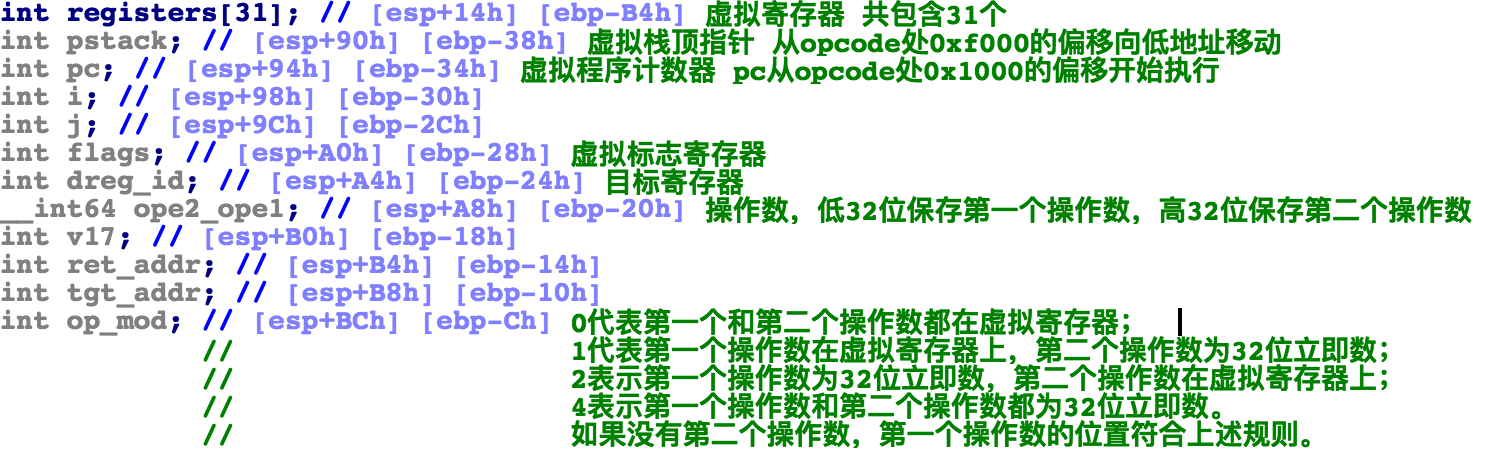 int registers[31]; // [esp+14h] [ebp-B4h] 虚拟寄存器 共包含31个
int pstack; // [esp+90h] [ebp-38h] 虚拟栈顶指针 从opcode处0xf000的偏移向低地址移动
int pc; // [esp+94h] [ebp-34h] 虚拟程序计数器 pc从opcode处0x1000的偏移开始执行
int i; // [esp+98h] [ebp-30h]
int j; // [esp+9Ch] [ebp-2Ch]
int flags; // [esp+A0h] [ebp-28h] 虚拟标志寄存器
int dreg_id; // [esp+A4h] [ebp-24h] 目标寄存器
__int64 ope2_ope1; // [esp+A8h] [ebp-20h] 操作数，低32位保存第一个操作数，高32位保存第二个操作数
int v17; // [esp+B0h] [ebp-18h]
int ret_addr; // [esp+B4h] [ebp-14h]
int tgt_addr; // [esp+B8h] [ebp-10h]
int op_mod; // [esp+BCh] [ebp-Ch] 0代表第一个和第二个操作数都在虚拟寄存器；
// 1代表第一个操作数在虚拟寄存器上，第二个操作数为32位立即数；
// 2表示第一个操作数为32位立即数，第二个操作数在虚拟寄存器上；
// 4表示第一个操作数和第二个操作数都为32位立即数。
// 如果没有第二个操作数，第一个操作数的位置符合上述规则。